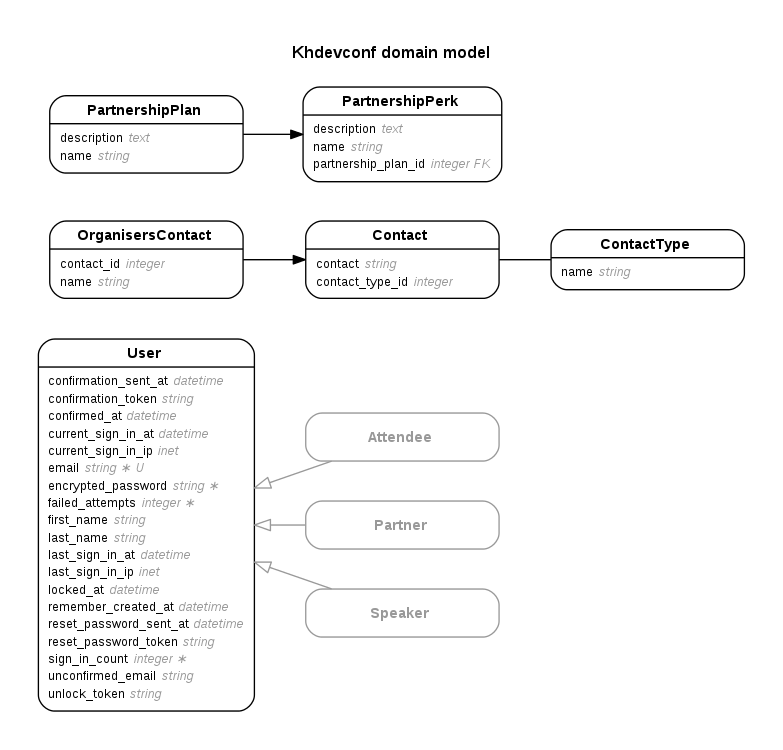 Khdevconf domain model
PartnershipPlan
description text
name string
PartnershipPerk
description text
name string
partnership_plan_id integer FK
OrganisersContact
contact_id integer
name string
Contact
contact string
contact_type_id integer
ContactType
name string
User
confirmation_sent_at datetime
confirmation_token string
confirmed_at datetime
current_sign_in_at datetime
current_sign_in_ip inet
email string ∗ U
encrypted_password string ∗
failed_attempts integer ∗
first_name string
last_name string
last_sign_in_at datetime
last_sign_in_ip inet
locked_at datetime
remember_created_at datetime
reset_password_sent_at datetime
reset_password_token string
sign_in_count integer ∗
unconfirmed_email string
unlock_token string
Attendee
Partner
Speaker